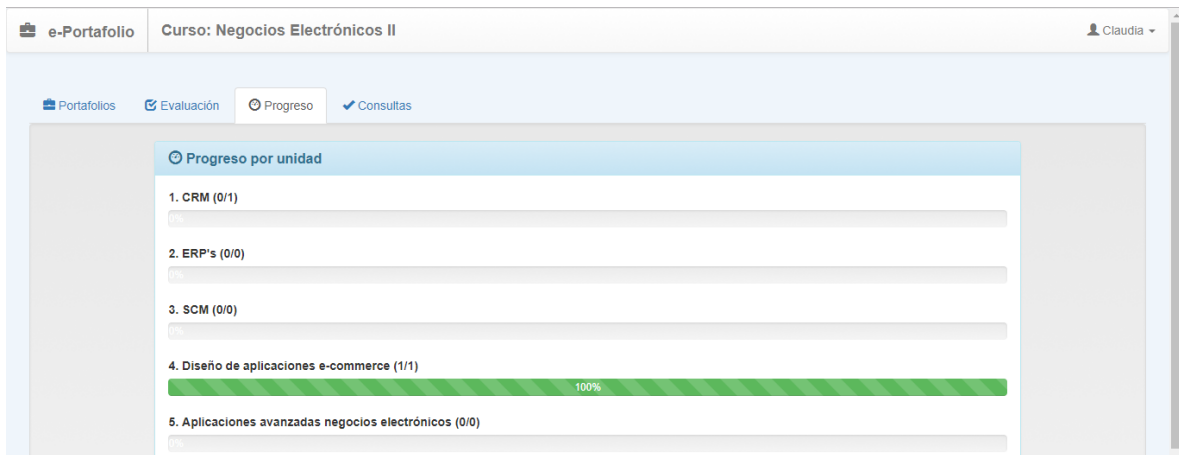 e-Portafolio
Curso: Negocios Electrónicos II
Claudia
Portafolios
Evaluación
Progreso
Consultas
Progreso por unidad
1. CRM (0/1)
0%
2. ERP's (0/0)
0%
3. SCM (0/0)
0%
4. Diseño de aplicaciones e-commerce (1/1)
100%
5. Aplicaciones avanzadas negocios electrónicos (0/0)
0%